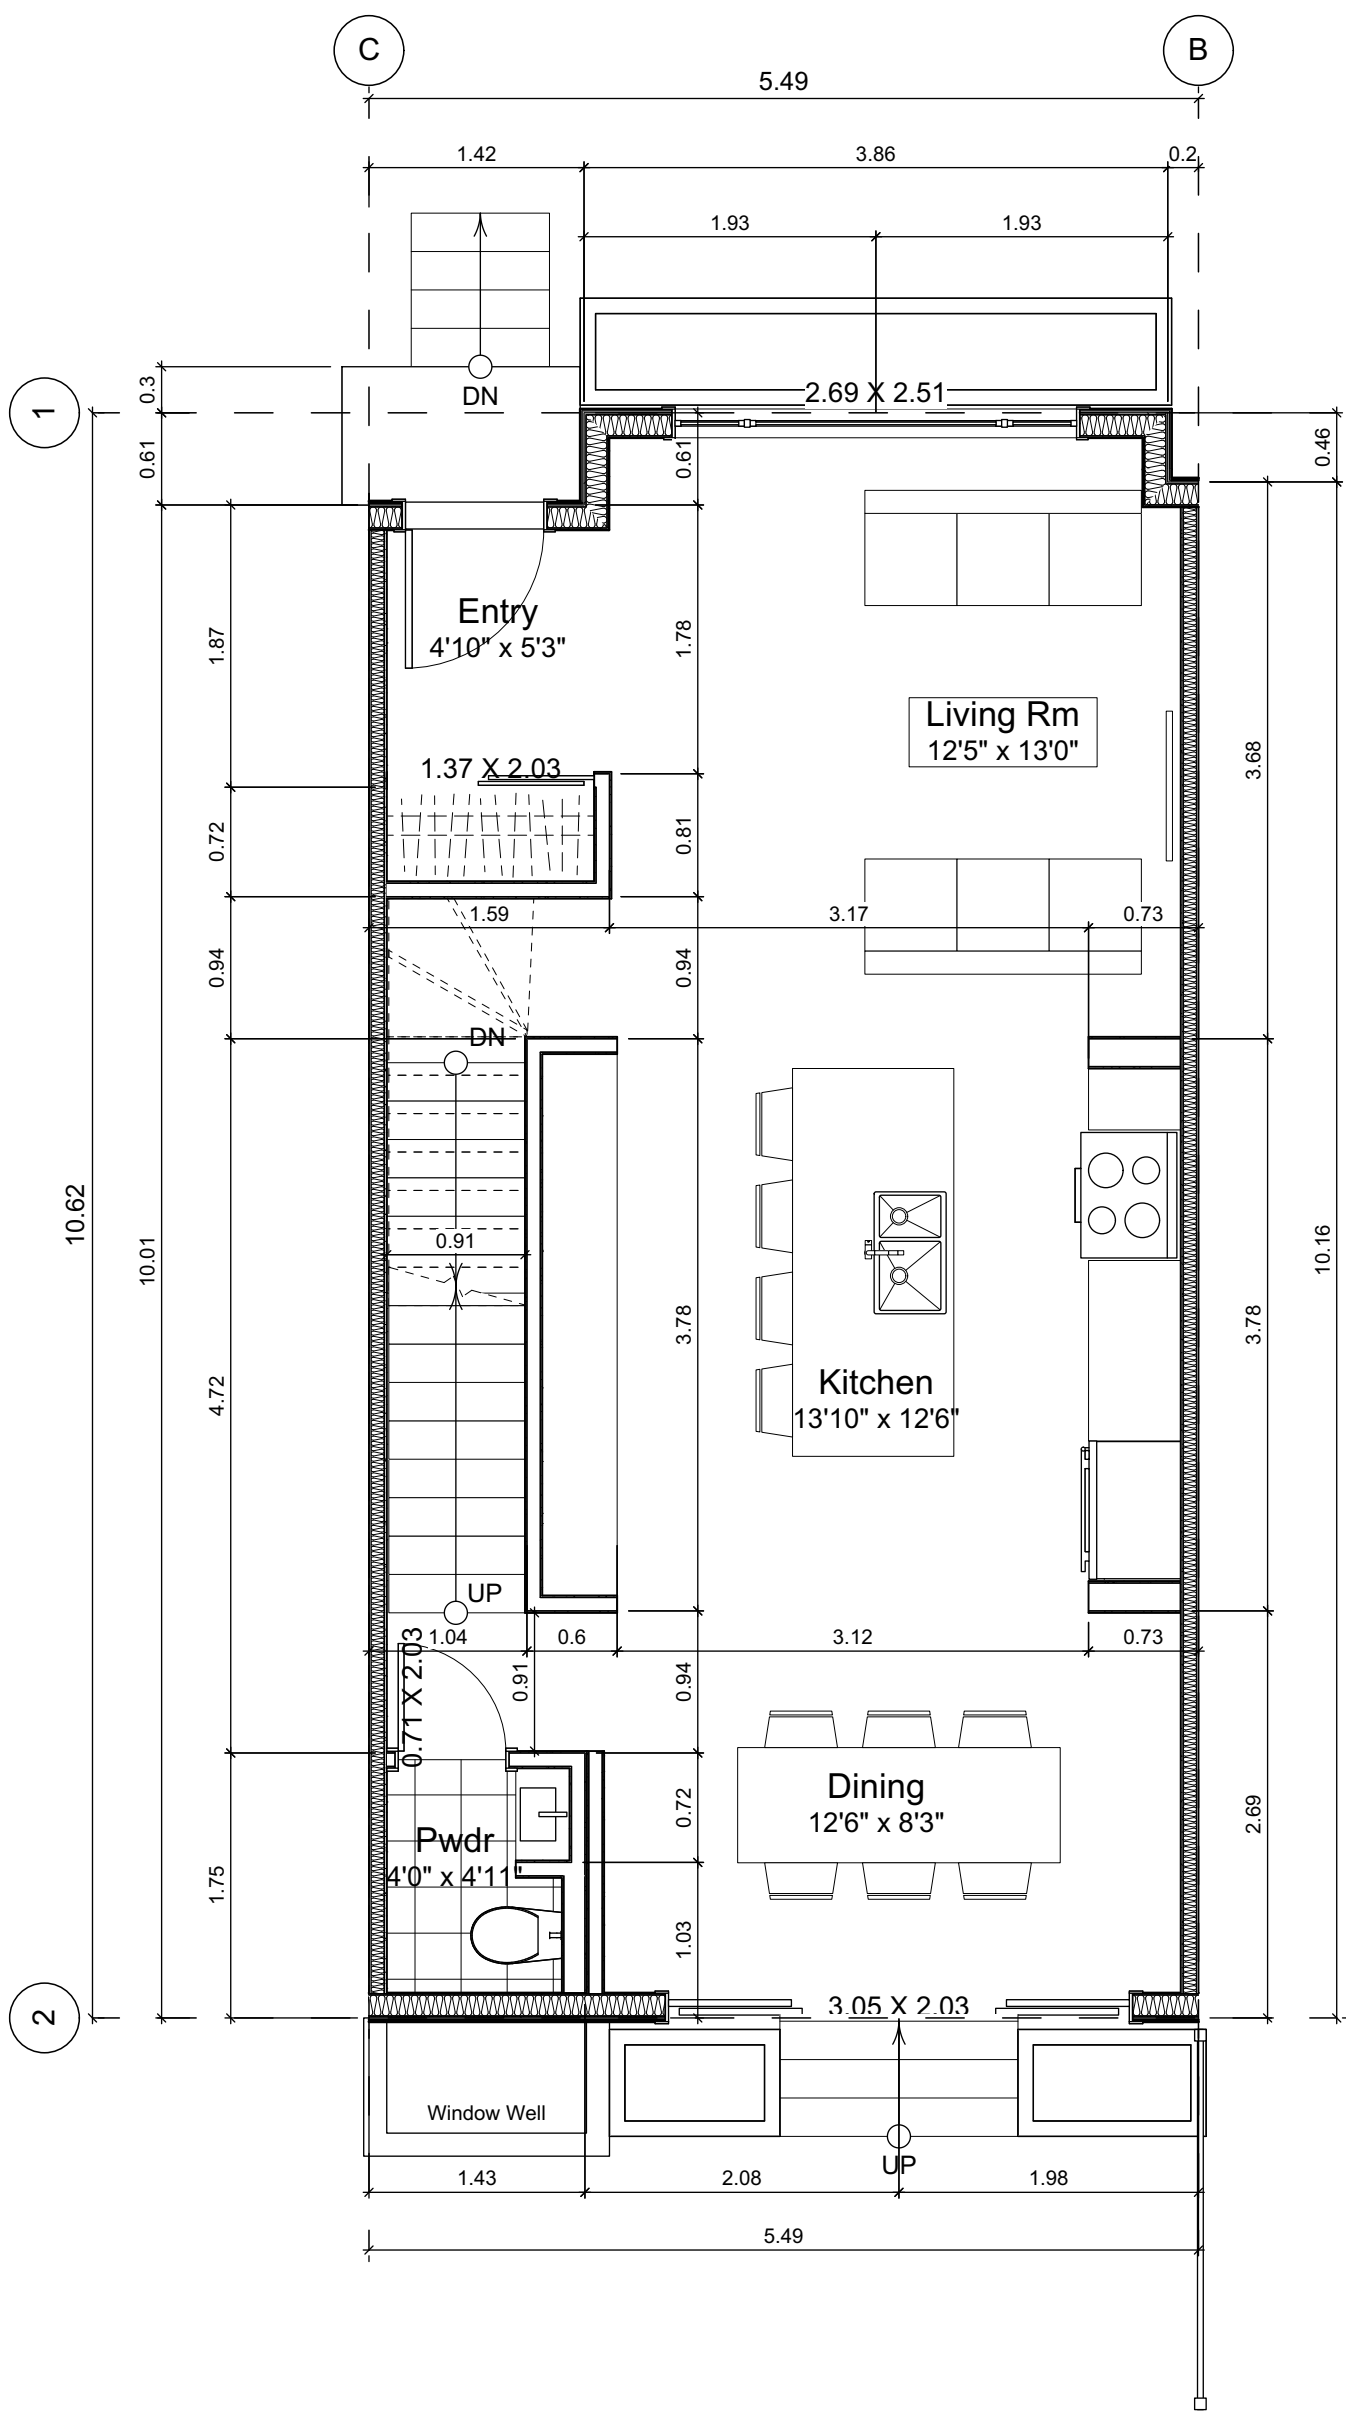 C
B
5.49
1.42
3.86
0.2
1.93
1.93
DN
2.69 X 2.51
1
0.3
0.61
0.61
0.46
Entry
4'10" x 5'3"
1.87
1.78
Living Rm
12'5" x 13'0"
3.68
1.37 X 2.03
0.72
0.81
1.59
3.17
0.73
0.94
0.94
DN
10.62
10.01
0.91
10.16
3.78
3.78
4.72
Kitchen
13'10" x 12'6"
UP
1.04
0.6
3.12
0.73
0.71 X 2.03
0.91
0.94
Dining
12'6" x 8'3"
0.72
2.69
Pwdr
4'0" x 4'11"
1.75
1.03
2
3.05 X 2.03
Window Well
UP
1.43
2.08
1.98
5.49